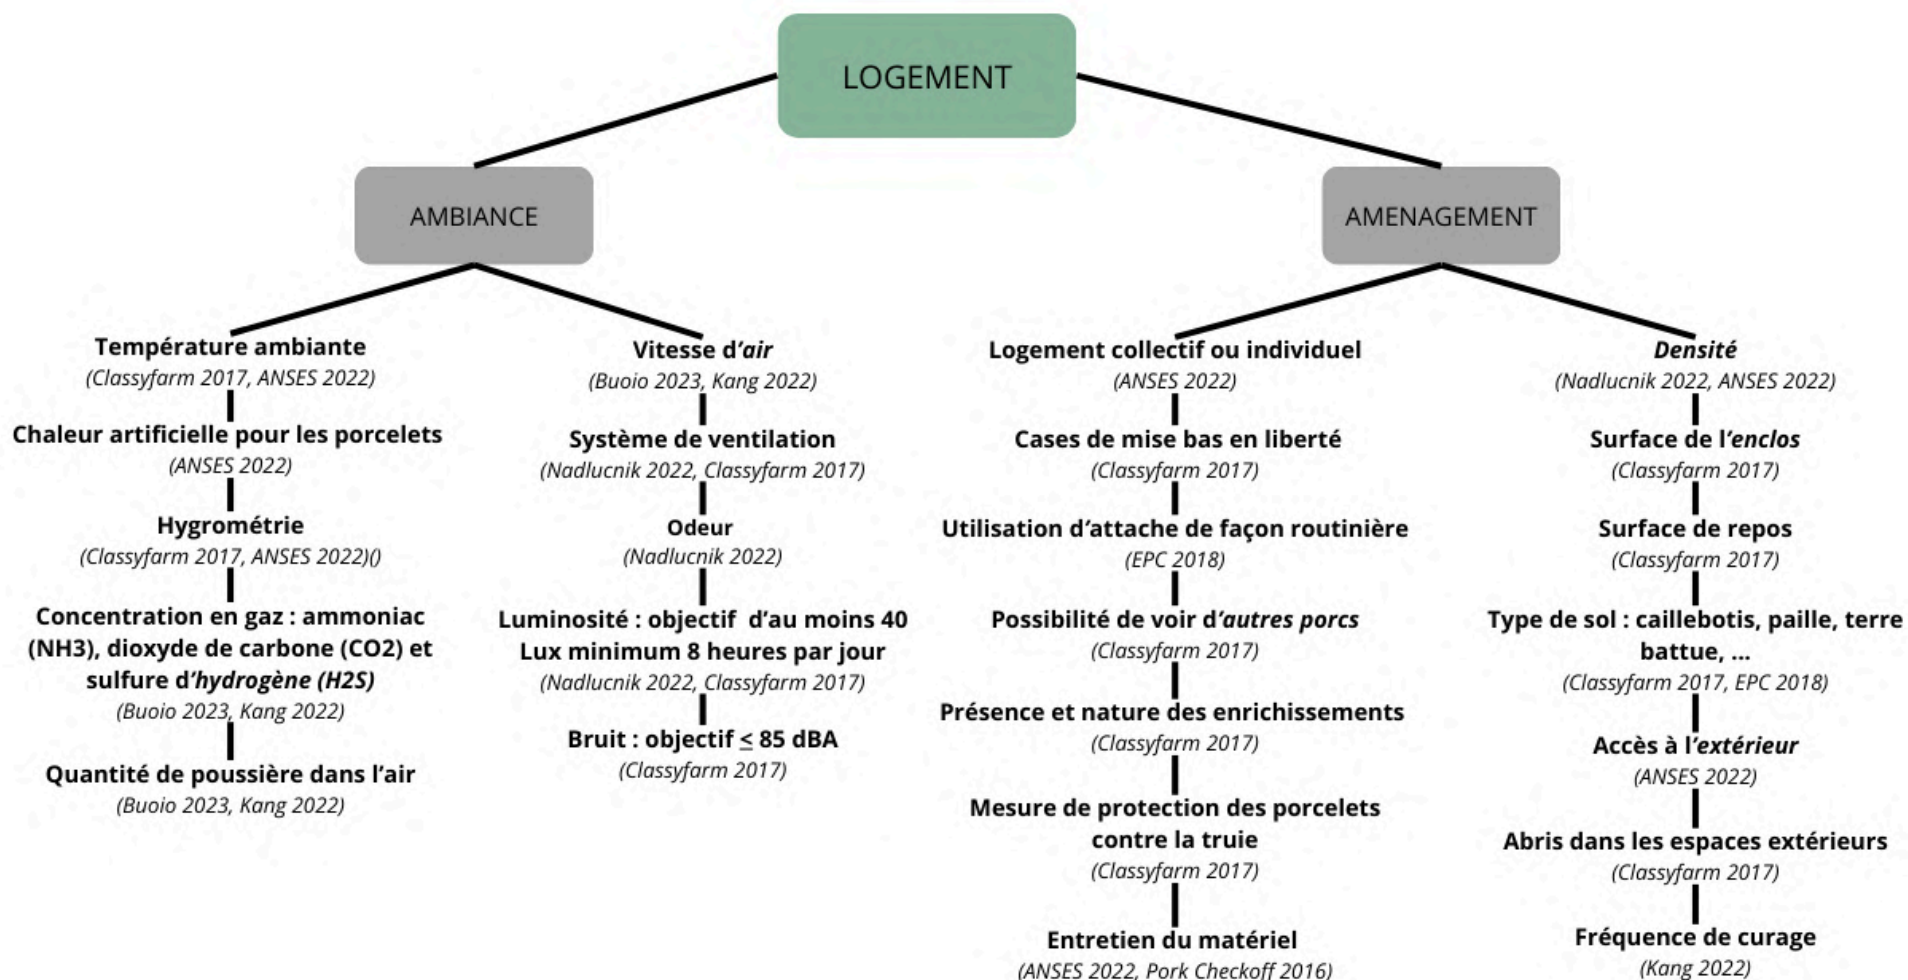 LOGEMENT
AMBIANCE
AMENAGEMENT
Température ambiante
(Classyfarm 2017, ANSES 2022)
Chaleur artificielle pour les porcelets
(ANSES 2022)
Hygrométrie
(Classyfarm 2017, ANSES 2022)()
Concentration en gaz : ammoniac
(NH3), dioxyde de carbone (CO2) et
sulfure d'hydrogène (H2S)
(Buoio 2023, Kang 2022)
Quantité de poussière dans l'air
(Buoio 2023, Kang 2022)
Vitesse d'air
(Buoio 2023, Kang 2022)
Système de ventilation
(Nadlucnik 2022, Classyfarm 2017)
Odeur
(Nadlucnik 2022)
Luminosité : objectif d'au moins 40
Lux minimum 8 heures par jour
(Nadlucnik 2022, Classyfarm 2017)
Bruit : objectif ≤ 85 dBA
(Classyfarm 2017)
Logement collectif ou individuel
(ANSES 2022)
Cases de mise bas en liberté
(Classyfarm 2017)
Utilisation d'attache de façon routinière
(EPC 2018)
Possibilité de voir d'autres porcs
(Classyfarm 2017)
Présence et nature des enrichissements
(Classyfarm 2017)
Mesure de protection des porcelets
contre la truie
(Classyfarm 2017)
Entretien du matériel
(ANSES 2022, Pork Checkoff 2016)
Densité
(Nadlucnik 2022, ANSES 2022)
Surface de l'enclos
(Classyfarm 2017)
Surface de repos
(Classyfarm 2017)
Type de sol : caillebotis, paille, terre
battue, ...
(Classyfarm 2017, EPC 2018)
Accès à l'extérieur
(ANSES 2022)
Abris dans les espaces extérieurs
(Classyfarm 2017)
Fréquence de curage
(Kang 2022)